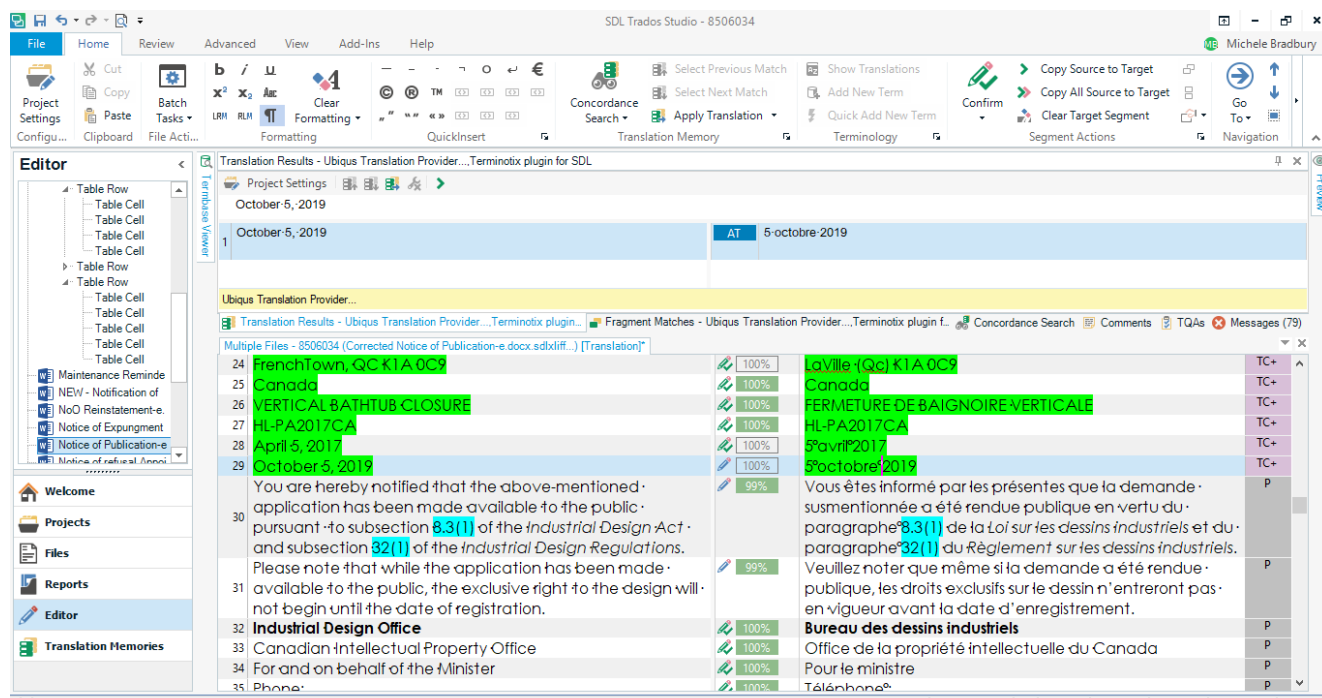 SDL Trados Studio - 8506034
File Home Review Advanced View Add-Ins Help
Michele Bradbury
Project Settings
Configu...
Cut
Copy
Paste
Clipboard
Batch Tasks
File Acti...
Clear Formatting
Formatting
QuickInsert
Concordance Search
Select Previous Match
Select Next Match
Apply Translation
Translation Memory
Show Translations
Add New Term
Quick Add New Term
Terminology
Confirm
Copy Source to Target
Copy All Source to Target
Clear Target Segment
Segment Actions
Go To
Navigation
Editor
Table Row
Table Cell
Table Cell
Table Cell
Table Cell
Table Row
Table Row
Table Cell
Table Cell
Table Cell
Table Cell
Table Cell
Maintenance Reminde
NEW - Notification of
NoO Reinstatement-e.
Notice of Expungment
Notice of Publication-e
Notice of refusal Appoi
Welcome
Projects
Files
Reports
Editor
Translation Memories
Termbase Viewer
Preview
Translation Results - Ubiqus Translation Provider...,Terminotix plugin for SDL
Project Settings
October·5,·2019
1 October·5,·2019 AT 5·octobre·2019
Ubiqus Translation Provider...
Translation Results - Ubiqus Translation Provider...,Terminotix plugin... Fragment Matches - Ubiqus Translation Provider...,Terminotix plugin f... Concordance Search Comments TQAs Messages (79)
Multiple Files - 8506034 (Corrected Notice of Publication-e.docx.sdlxliff...) [Translation]*
24 FrenchTown,·QC·K1A·0C9 100% LaVille·(Qc)·K1A·0C9 TC+
25 Canada 100% Canada TC+
26 VERTICAL·BATHTUB·CLOSURE 100% FERMETURE·DE·BAIGNOIRE·VERTICALE TC+
27 HL-PA2017CA 100% HL-PA2017CA TC+
28 April·5,·2017 100% 5°avril°2017 TC+
29 October·5,·2019 100% 5°octobre°2019 TC+
30 You·are·hereby·notified·that·the·above-mentioned· 99% Vous·êtes·informé·par·les·présentes·que·la·demande· P
application·has·been·made·available·to·the·public· susmentionnée·a·été·rendue·publique·en·vertu·du·
pursuant··to·subsection·8.3(1)·of·the·Industrial·Design·Act· paragraphe°8.3(1)·de·la·Loi·sur·les·dessins·industriels·et·du·
and·subsection·32(1)·of·the·Industrial·Design·Regulations. paragraphe°32(1)·du·Règlement·sur·les·dessins·industriels.
31 Please·note·that·while·the·application·has·been·made· 99% Veuillez·noter·que·même·si·la·demande·a·été·rendue· P
available·to·the·public,·the·exclusive·right·to·the·design·will· publique,·les·droits·exclusifs·sur·le·dessin·n'entreront·pas·
not·begin·until·the·date·of·registration. en·vigueur·avant·la·date·d'enregistrement.
32 Industrial·Design·Office 100% Bureau·des·dessins·industriels P
33 Canadian·Intellectual·Property·Office 100% Office·de·la·propriété·intellectuelle·du·Canada P
34 For·and·on·behalf·of·the·Minister 100% Pour·le·ministre P
35 Phone: 100% Téléphone°: P